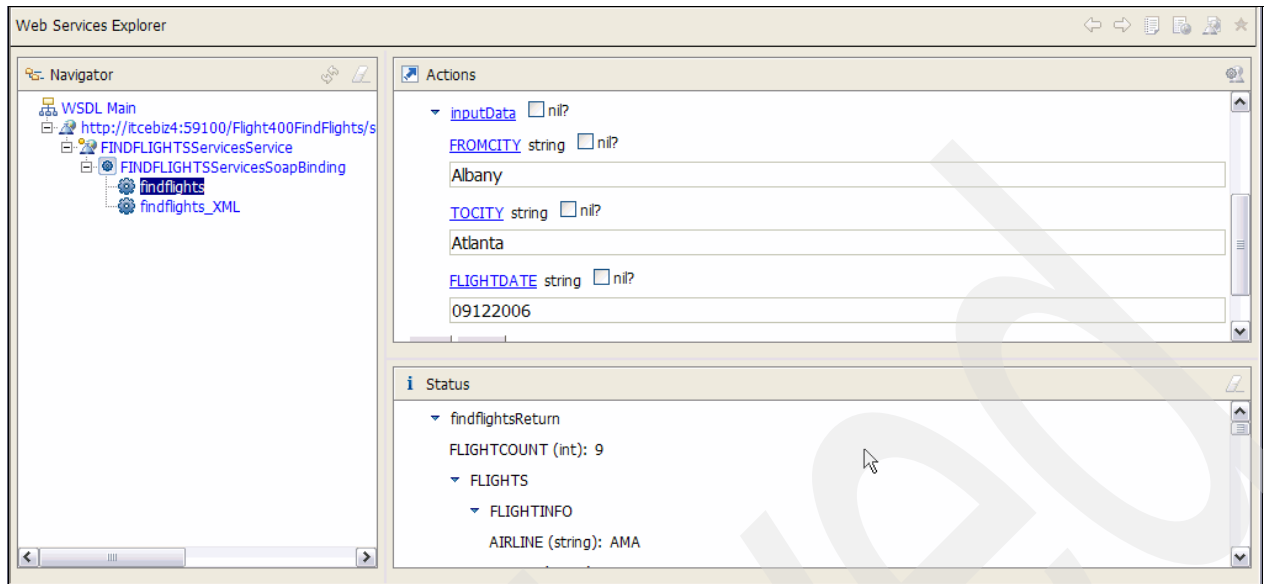 Web Services Explorer
Navigator
WSDL Main
http://itcebiz4:59100/Flight400FindFlights/s
FINDFLIGHTSServicesService
FINDFLIGHTSServicesSoapBinding
findflights
findflights_XML
Actions
inputData nil?
FROMCITY string nil?
Albany
TOCITY string nil?
Atlanta
FLIGHTDATE string nil?
09122006
i Status
findflightsReturn
FLIGHTCOUNT (int): 9
FLIGHTS
FLIGHTINFO
AIRLINE (string): AMA